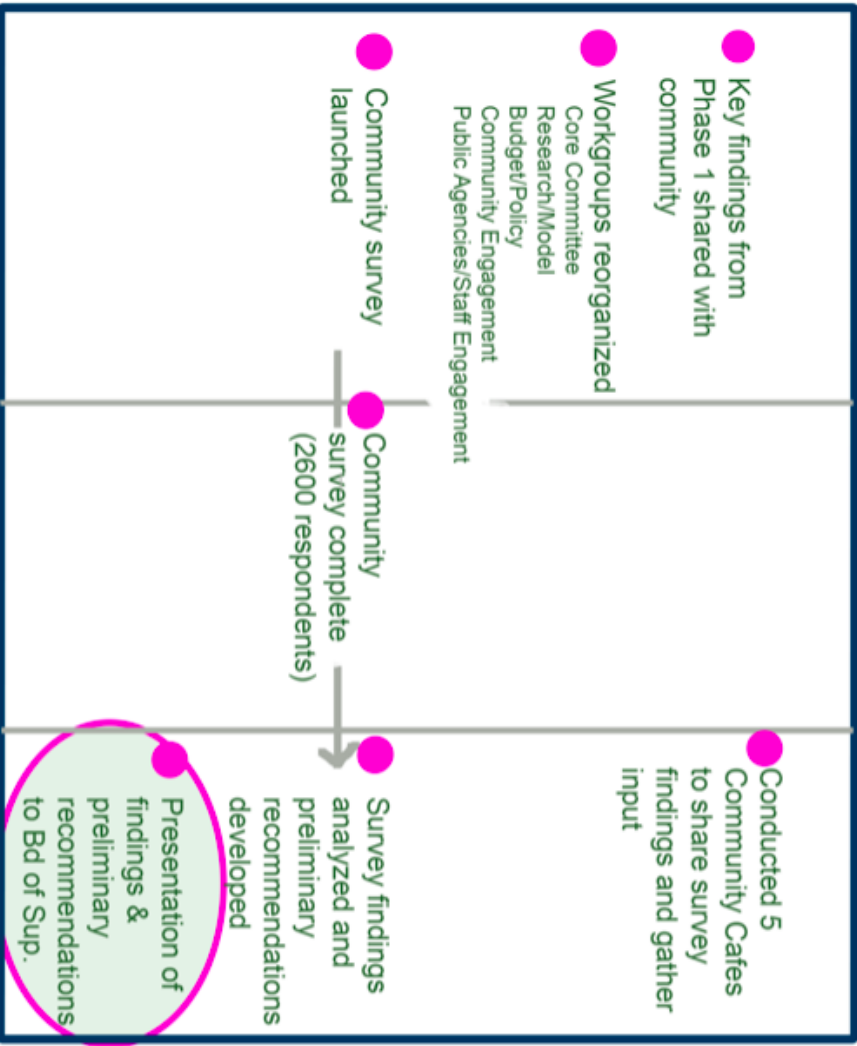 Key findings from
Phase 1 shared with
community
Workgroups reorganized
Core Committee
Research/Model
Budget/Policy
Community Engagement
Public Agencies/Staff Engagement
Community survey
launched
Community
survey complete
(2600 respondents)
Conducted 5
Community Cafes
to share survey
findings and gather
input
Survey findings
analyzed and
preliminary
recommendations
developed
Presentation of
findings &
preliminary
recommendations
to Bd of Sup.